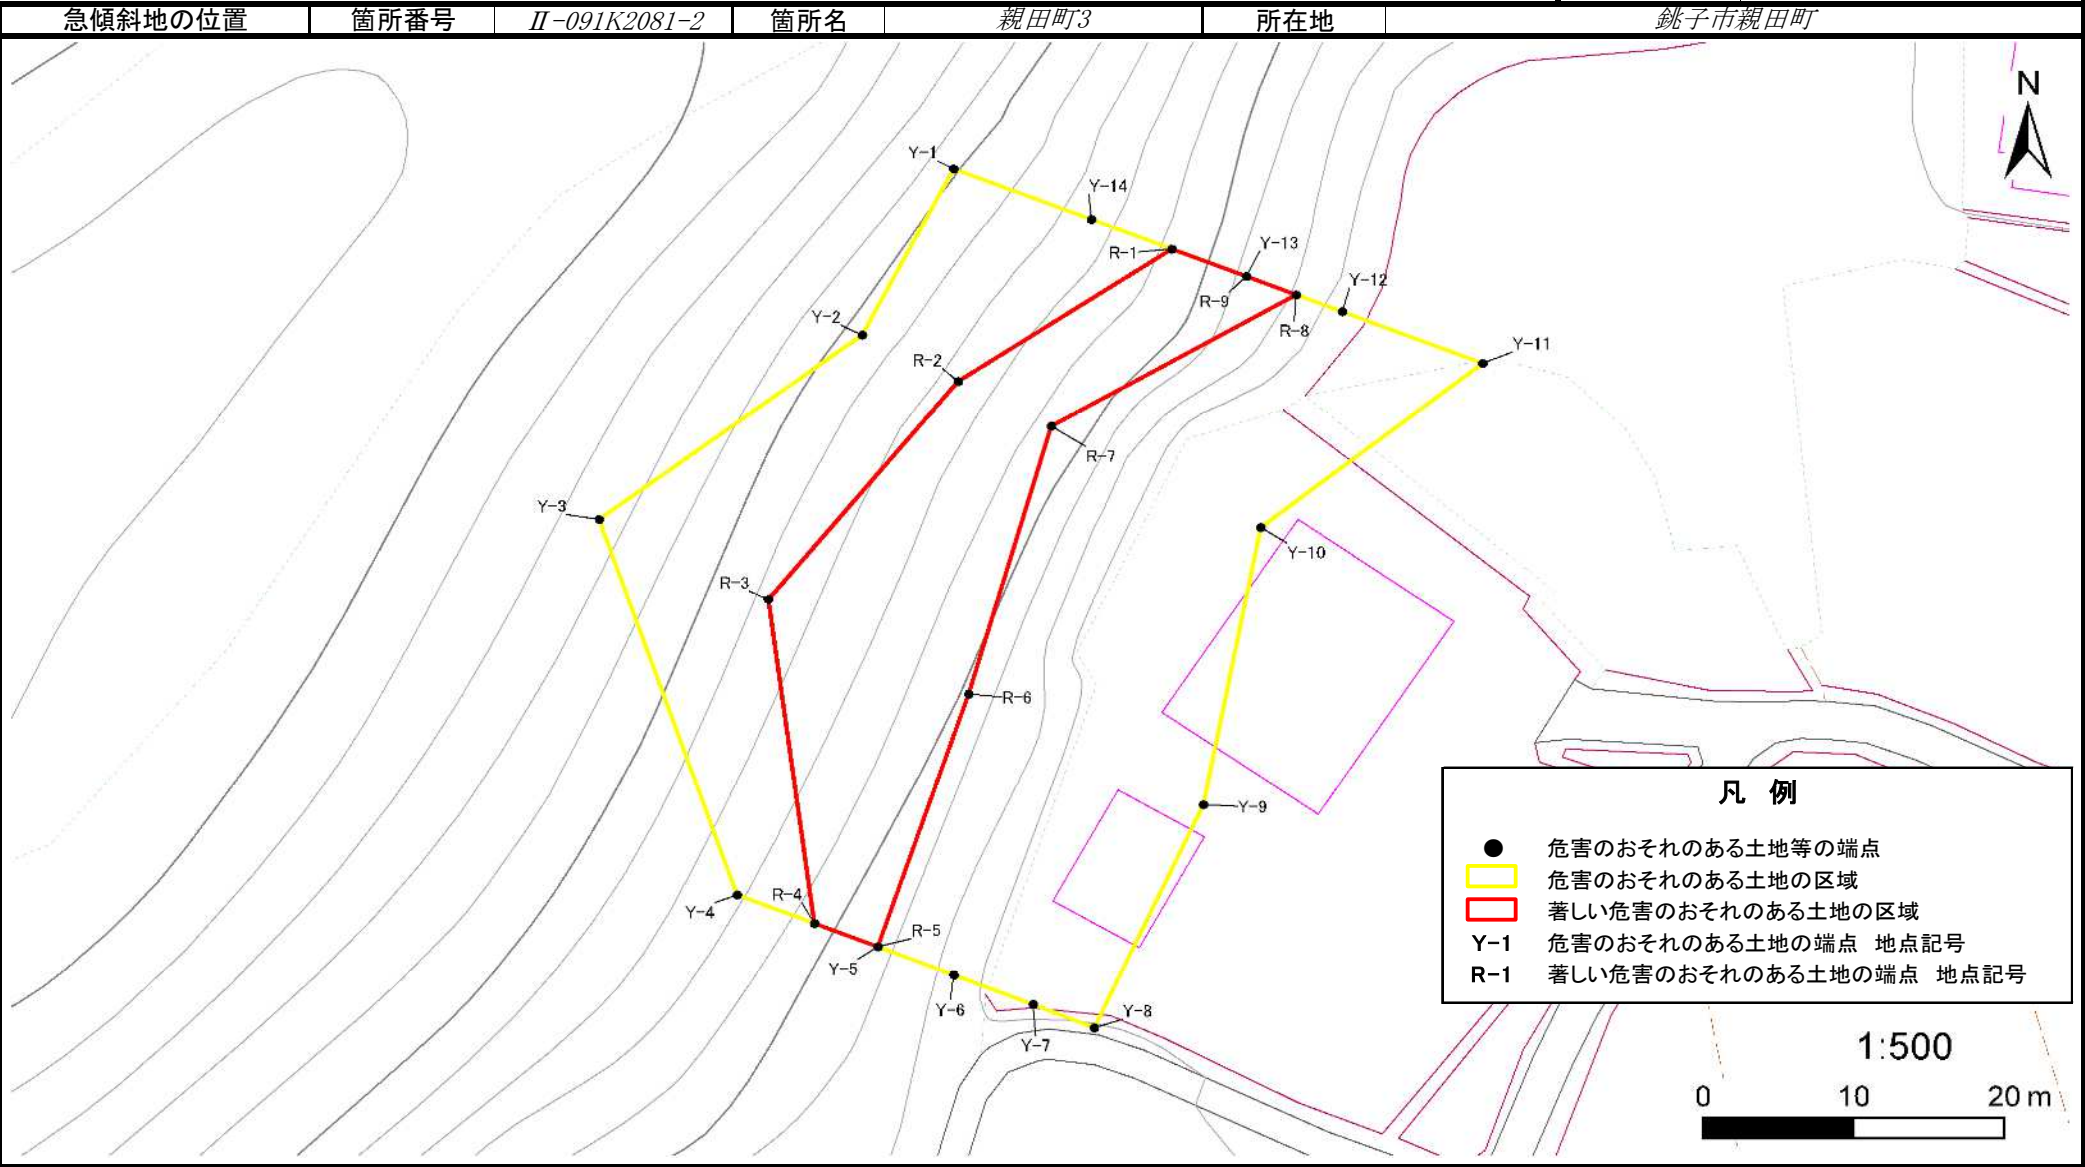 急傾斜地の位置 箇所番号 Ⅱ-091K2081-2 箇所名 親田町3 所在地 銚子市親田町
N
Y-1
Y-14
R-1
Y-13
R-9
Y-12
R-8
Y-2
Y-11
R-2
R-7
Y-3
Y-10
R-3
R-6
Y-9
R-4
Y-4
R-5
Y-5
Y-6
Y-8
Y-7
凡 例
危害のおそれのある土地等の端点
危害のおそれのある土地の区域
著しい危害のおそれのある土地の区域
Y-1 危害のおそれのある土地の端点 地点記号
R-1 著しい危害のおそれのある土地の端点 地点記号
1:500
0 10 20 m